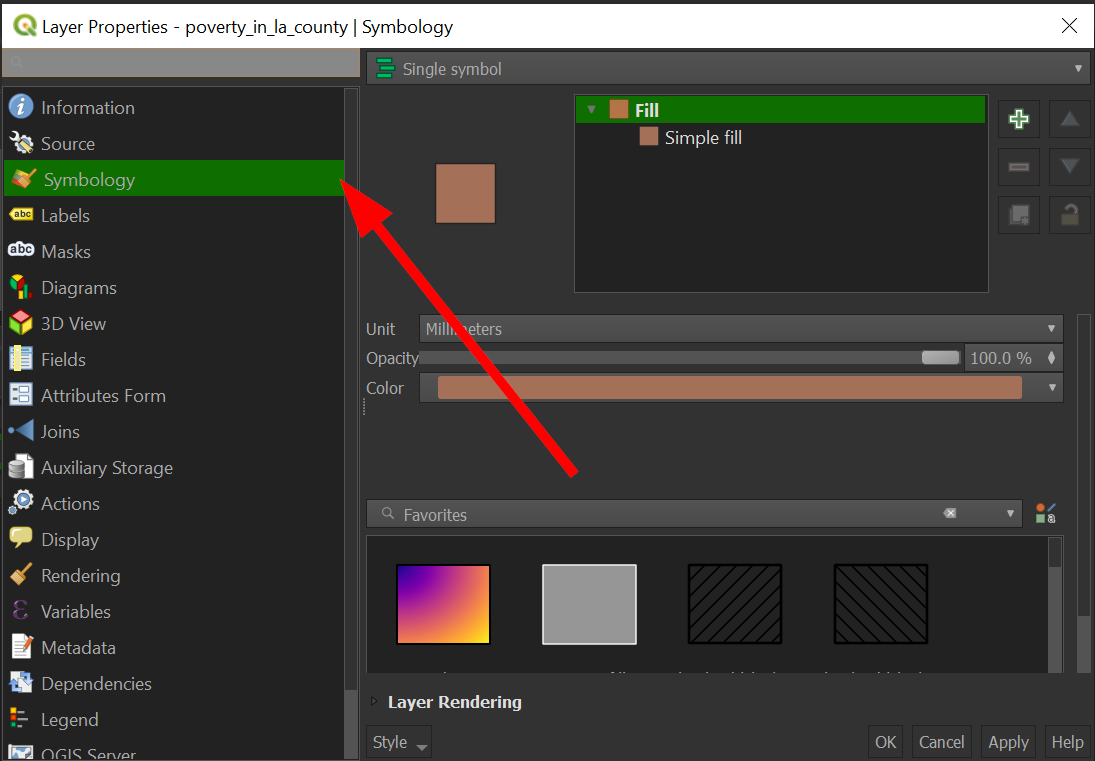 Layer Properties - poverty_in_la_county | Symbology
Information
Source
Symbology
Labels
Masks
Diagrams
3D View
Fields
Attributes Form
Joins
Auxiliary Storage
Actions
Display
Rendering
Variables
Metadata
Dependencies
Legend
QGIS Server
Single symbol
Fill
Simple fill
Unit
Millimeters
Opacity
100.0 %
Color
Favorites
Layer Rendering
Style
OK
Cancel
Apply
Help